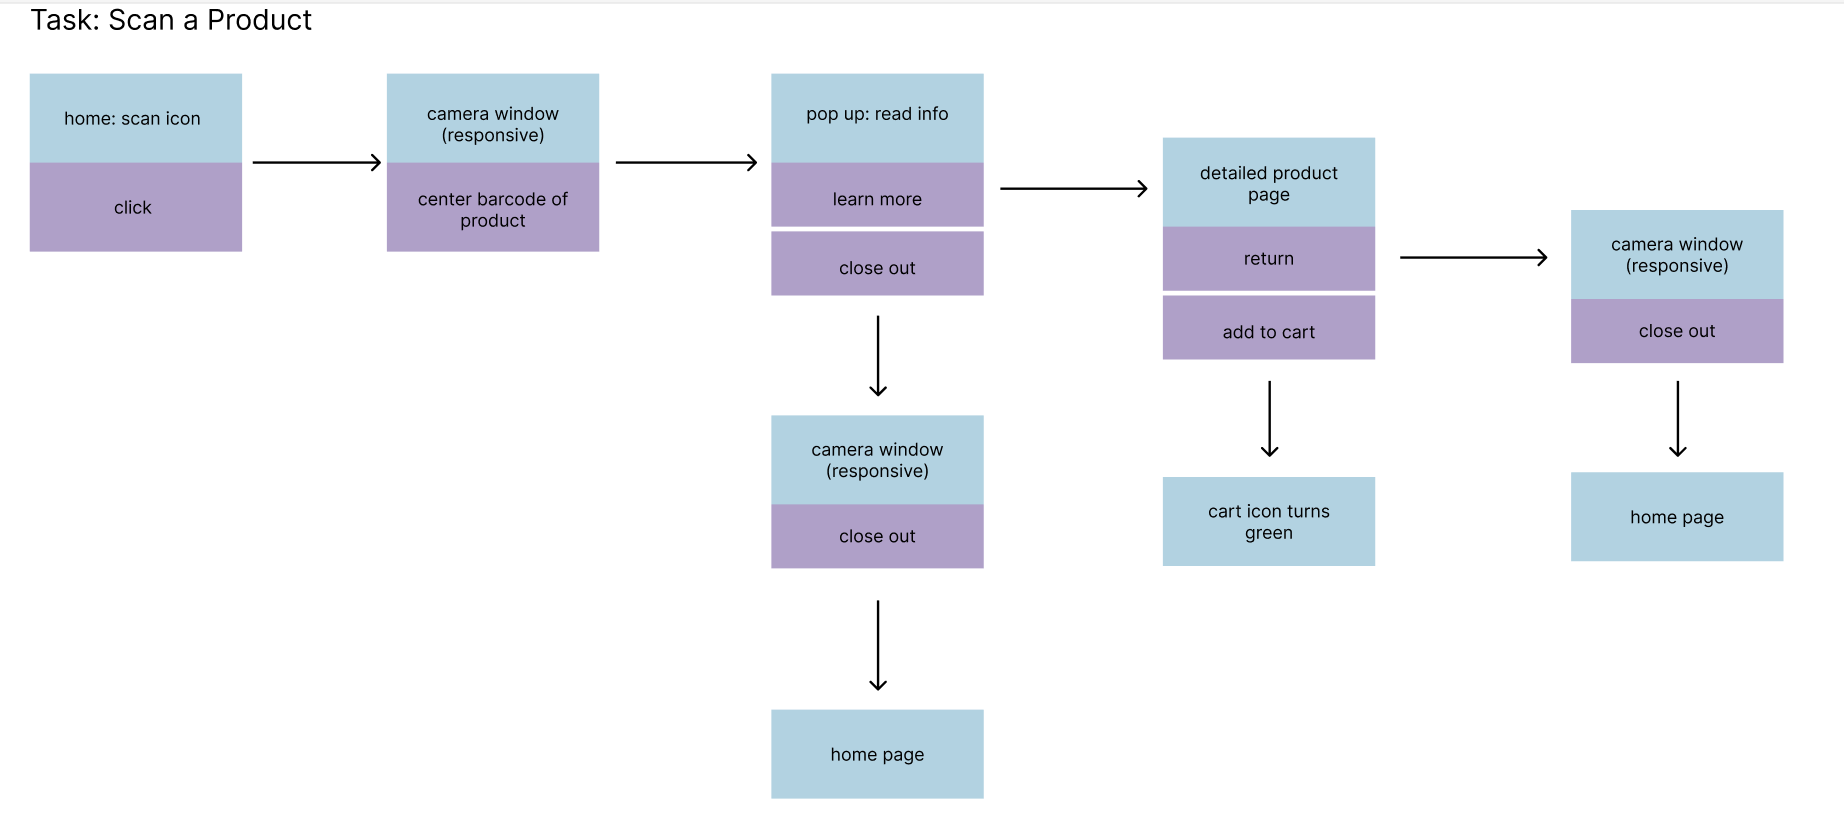 Task: Scan a Product
home: scan icon
click
camera window
(responsive)
center barcode of
product
pop up: read info
learn more
close out
camera window
(responsive)
close out
home page
detailed product
page
return
add to cart
cart icon turns
green
camera window
(responsive)
close out
home page